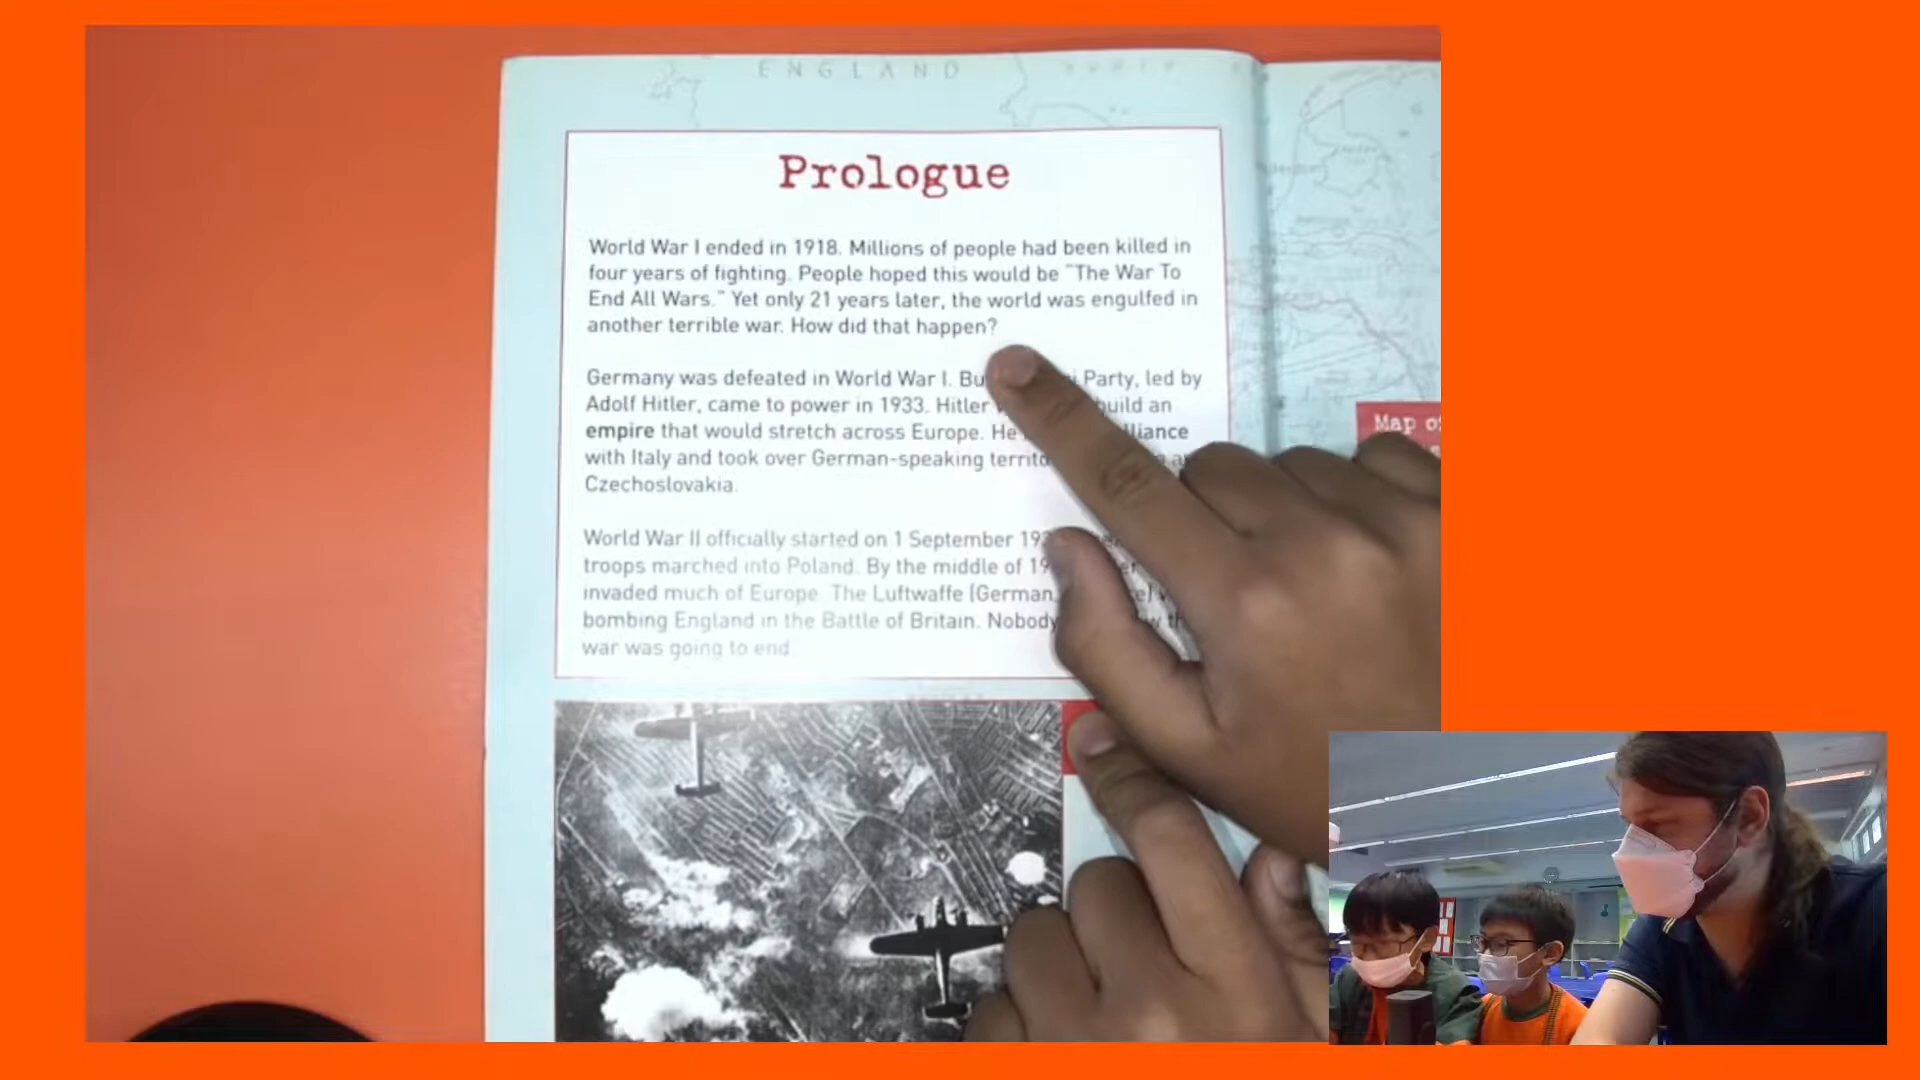 ENGLAND
Prologue
World War I ended in 1918. Millions of people had been killed in
four years of fighting. People hoped this would be "The War To
End All Wars." Yet only 21 years later, the world was engulfed in
another terrible war. How did that happen?
Germany was defeated in World War I. Party, led by
Adolf Hitler, came to power in 1933. Hitler build an
empire that would stretch across Europe. He
with Italy and took over German-speaking
Czechoslovakia.
World War II officially started on 1 September
troops marched into Poland. By the middle of
invaded much of Europe. The Luftwaffe (German
bombing England in the Battle of Britain. Nobody
war was going to end
Map